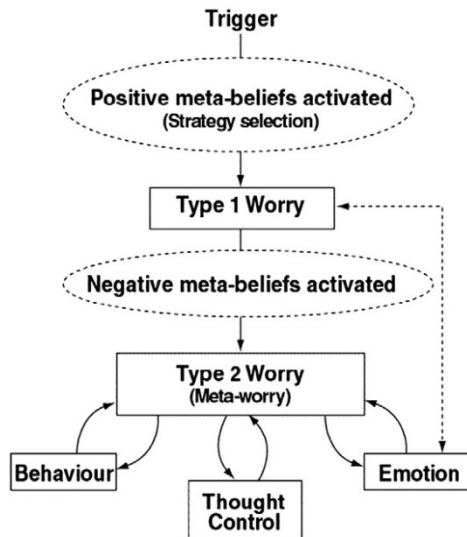 Trigger
Positive meta-beliefs activated
(Strategy selection)
Type 1 Worry
Negative meta-beliefs activated
Type 2 Worry
(Meta-worry)
Behaviour
Thought
Control
Emotion